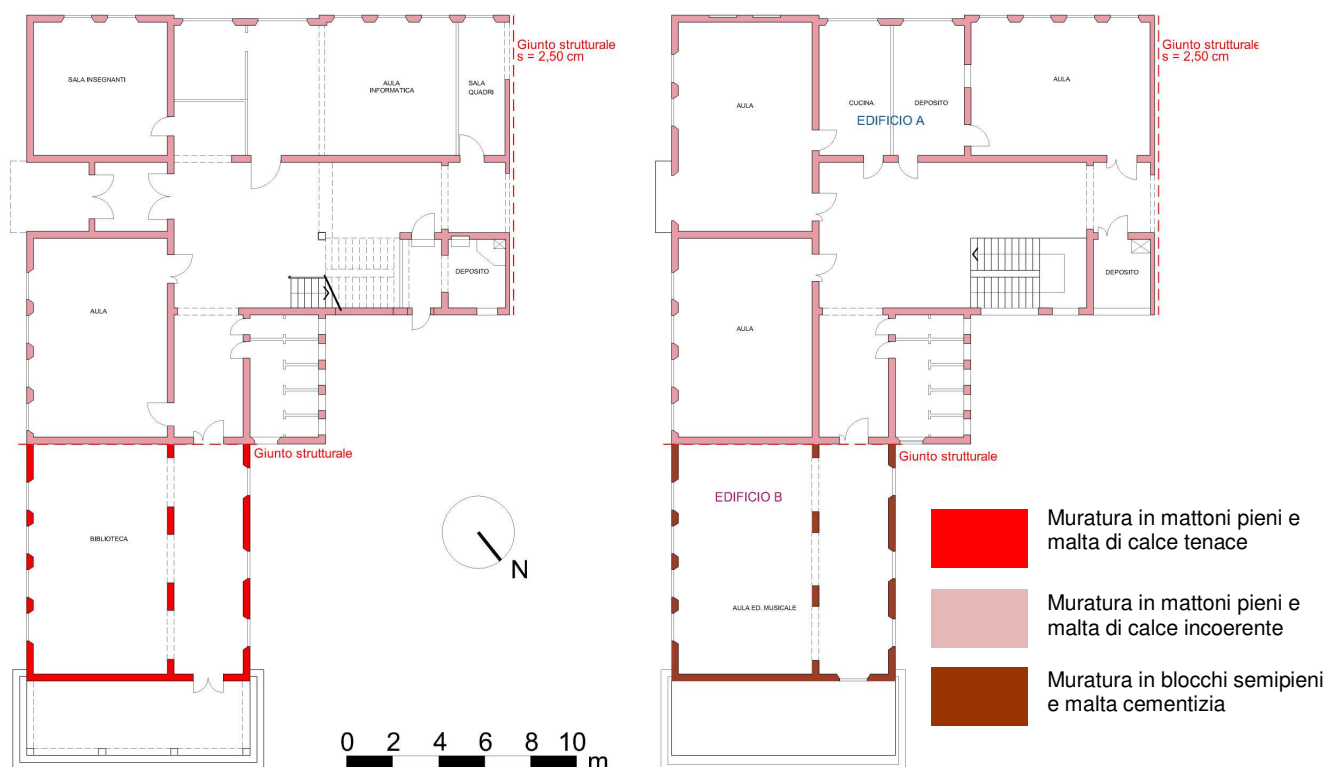 Giunto strutturale
s = 2,50 cm
SALA INSEGNANTI
AULA
INFORMATICA
SALA
QUADRI
DEPOSITO
AULA
Giunto strutturale
BIBLIOTECA
N
0 2 4 6 8 10
m
Giunto strutturale
s = 2,50 cm
AULA
CUCINA
DEPOSITO
AULA
EDIFICIO A
DEPOSITO
AULA
Giunto strutturale
EDIFICIO B
AULA ED. MUSICALE
Muratura in mattoni pieni e
malta di calce tenace
Muratura in mattoni pieni e
malta di calce incoerente
Muratura in blocchi semipieni
e malta cementizia